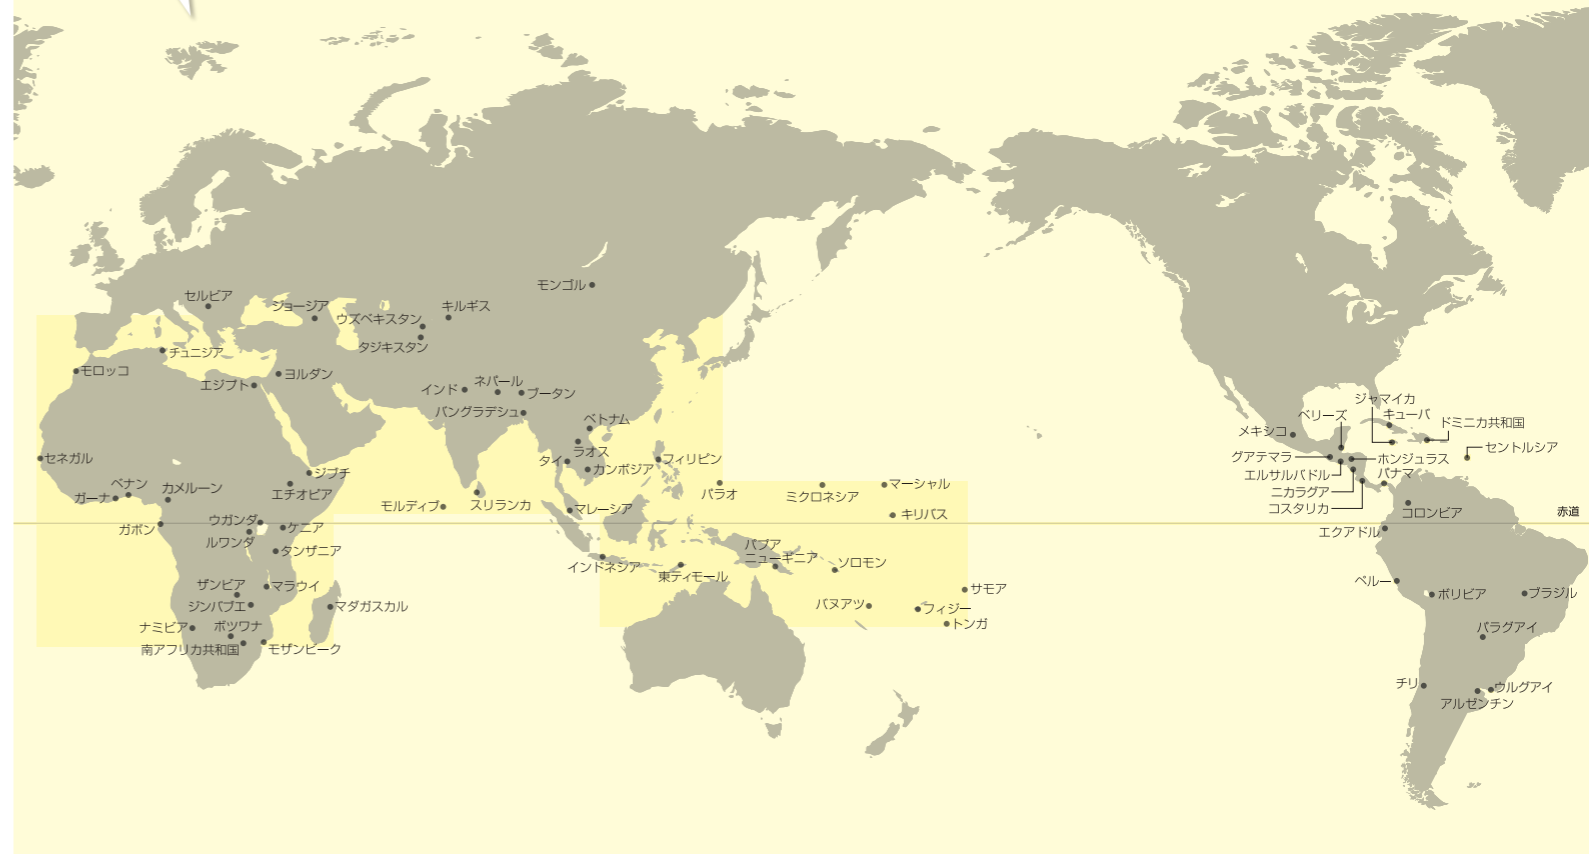 モンゴル
セルビア
ジョージア
キルギス
ウズベキスタン
タジキスタン
チュニジア
モロッコ
エジプト
ヨルダン
インド
ネパール
ブータン
バングラデシュ
ベトナム
ラオス
タイ
カンボジア
フィリピン
セネガル
ジブチ
エチオピア
ベナン
ガーナ
カメルーン
モルディブ
スリランカ
マレーシア
パラオ
ミクロネシア
マーシャル
キリバス
ガボン
ウガンダ
ルワンダ
ケニア
タンザニア
ザンビア
マラウイ
ジンバブエ
マダガスカル
ナミビア
ボツワナ
南アフリカ共和国
モザンビーク
インドネシア
東ティモール
パプア
ニューギニア
ソロモン
サモア
バヌアツ
フィジー
トンガ
ジャマイカ
ベリーズ
キューバ
ドミニカ共和国
メキシコ
セントルシア
グアテマラ
ホンジュラス
エルサルバドル
パナマ
ニカラグア
コスタリカ
コロンビア
赤道
エクアドル
ペルー
ボリビア
ブラジル
パラグアイ
チリ
ウルグアイ
アルゼンチン